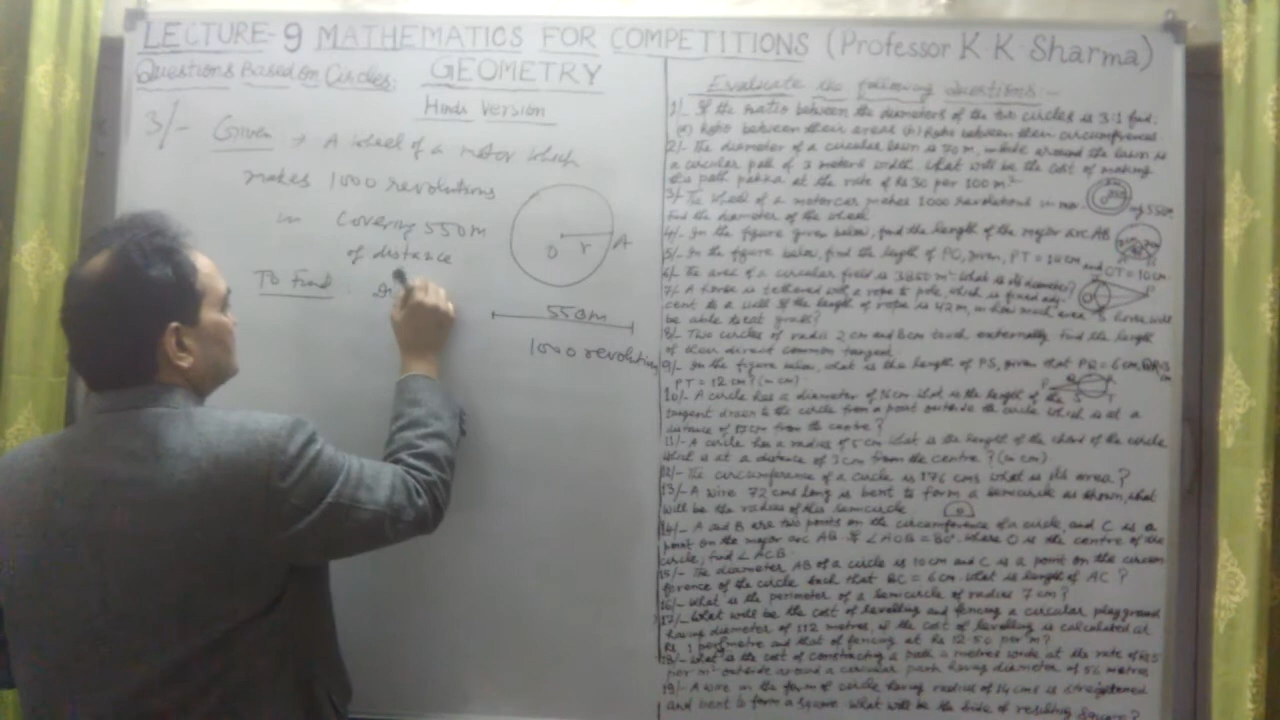 LECTURE-9 MATHEMATICS FOR COMPETITIONS (Professor K K Sharma)
Questions Based on Circles: GEOMETRY
Hindi Version
3/- Given → A wheel of a motor
makes 1000 revolutions
in covering 550m
of distance
To Find
O r A
550m
1000 revolution
Evaluate the following questions:-
1/- If the ratio between the diameters of the two circles is 3:1 find:
(a) Ratio between their areas (b) Ratio between their circumferences
2/- The diameter of a circular lawn is 70 m, around the lawn is
a circular path of 3 meters width. What will be the cost of making
this path pakka at the rate of Rs 30 per 100 m²
3/- The wheel of a motorcar makes 1000 revolutions in 550m
Find the diameter of the wheel
4/- In the figure given below, find the length of the major arc AB
5/- In the figure below, find the length of PO, given, PT = and OT = 10cm
6/- The area of a circular field is 3850 m² What is its diameter?
7/- A horse is tethered with a rope to pole, which is fixed adj-
cent to a wall If the length of rope is 42m, in how much area horse will
be able to eat grass?
8/- Two circles of radii 2 cm and 8cm touch externally Find the length
of their direct common tangent
9/- In the figure below, what is the length of PS, given that PQ = 6cm,
PT = 12 cm? (in cm)
10/- A circle has a diameter of cm What is the length of the
tangent drawn to the circle from a point outside the circle which is at a
distance of cm from the centre?
11/- A circle has a radius of 5 cm What is the length of the chord of the circle
which is at a distance of 3 cm from the centre? (in cm)
12/- The circumference of a circle is 176 cms What is its area?
13/- A wire 72 cms long is bent to form a semicircle as shown, what
will be the radius of this semicircle
14/- A and B are two points on the circumference of a circle, and C is a
point on the major arc AB. If ∠AOB = 80° where O is the centre of the
circle, find ∠ACB.
15/- The diameter AB of a circle is 10 cm and C is a point on the circum
ference of the circle such that BC = 6cm. What is length of AC?
16/- What is the perimeter of a semicircle of radius 7 cm?
17/- What will be the cost of levelling and fencing a circular playground
having diameter of 112 metres, if the cost of levelling is calculated at
Rs 1 per metre and that of fencing at Rs 12.50 per m?
18/- What is the cost of constructing a path metres wide at the rate of Rs 5
per m² outside around a circular park having diameter of 56 metres
19/- A wire in the form of circle having radius of 14 cms is straightened
and bent to form a square What will be the side of resulting square?